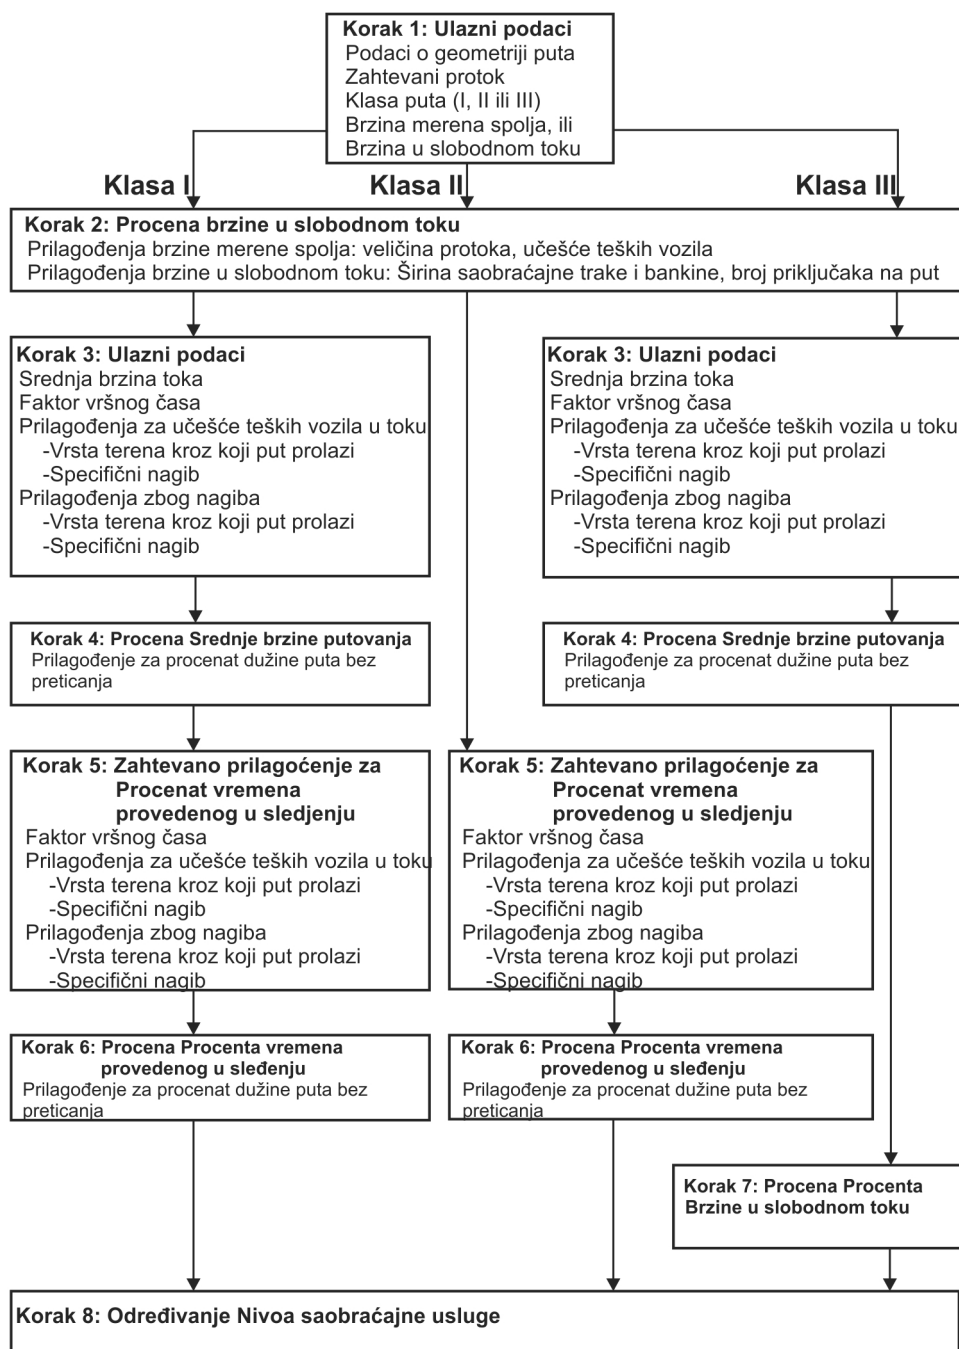 Korak 1: Ulazni podaci
Podaci o geometriji puta
Zahtevani protok
Klasa puta (I, II ili III)
Brzina merena spolja, ili
Brzina u slobodnom toku
Klasa I
Klasa II
Klasa III
Korak 2: Procena brzine u slobodnom toku
Prilagođenja brzine merene spolja: veličina protoka, učešće teških vozila
Prilagođenja brzine u slobodnom toku: Širina saobraćajne trake i bankine, broj priključaka na put
Korak 3: Ulazni podaci
Srednja brzina toka
Faktor vršnog časa
Prilagođenja za učešće teških vozila u toku
-Vrsta terena kroz koji put prolazi
-Specifični nagib
Prilagođenja zbog nagiba
-Vrsta terena kroz koji put prolazi
-Specifični nagib
Korak 3: Ulazni podaci
Srednja brzina toka
Faktor vršnog časa
Prilagođenja za učešće teških vozila u toku
-Vrsta terena kroz koji put prolazi
-Specifični nagib
Prilagođenja zbog nagiba
-Vrsta terena kroz koji put prolazi
-Specifični nagib
Korak 4: Procena Srednje brzine putovanja
Prilagođenje za procenat dužine puta bez
preticanja
Korak 4: Procena Srednje brzine putovanja
Prilagođenje za procenat dužine puta bez
preticanja
Korak 5: Zahtevano prilagoćenje za
Procenat vremena
provedenog u sledjenju
Faktor vršnog časa
Prilagođenja za učešće teških vozila u toku
-Vrsta terena kroz koji put prolazi
-Specifični nagib
Prilagođenja zbog nagiba
-Vrsta terena kroz koji put prolazi
-Specifični nagib
Korak 5: Zahtevano prilagoćenje za
Procenat vremena
provedenog u sledjenju
Faktor vršnog časa
Prilagođenja za učešće teških vozila u toku
-Vrsta terena kroz koji put prolazi
-Specifični nagib
Prilagođenja zbog nagiba
-Vrsta terena kroz koji put prolazi
-Specifični nagib
Korak 6: Procena Procenta vremena
provedenog u sleđenju
Prilagođenje za procenat dužine puta bez
preticanja
Korak 6: Procena Procenta vremena
provedenog u sleđenju
Prilagođenje za procenat dužine puta bez
preticanja
Korak 7: Procena Procenta
Brzine u slobodnom toku
Korak 8: Određivanje Nivoa saobraćajne usluge